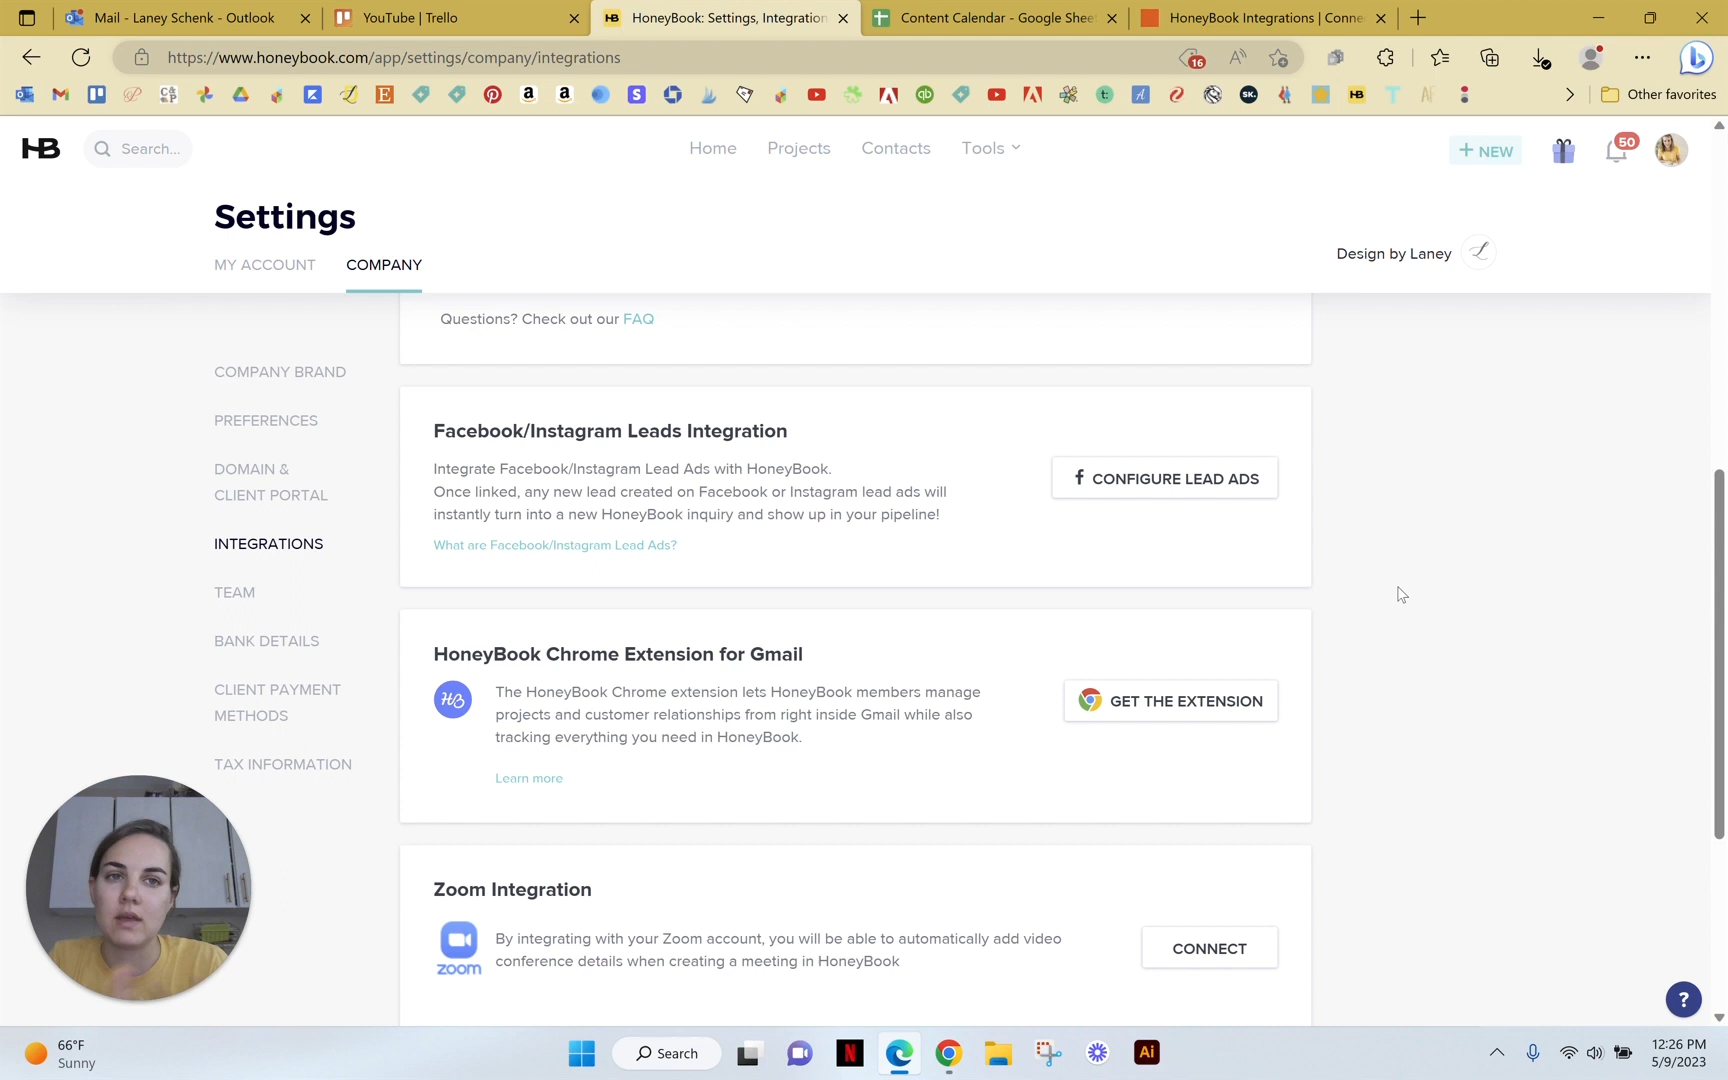 Mail - Laney Schenk - Outlook
YouTube | Trello
HoneyBook: Settings, Integration
Content Calendar - Google Shee
HoneyBook Integrations | Conne
https://www.honeybook.com/app/settings/company/integrations
16
Other favorites
HB
Search...
Home
Projects
Contacts
Tools
+ NEW
50
Settings
MY ACCOUNT
COMPANY
Design by Laney
Questions? Check out our FAQ
COMPANY BRAND
PREFERENCES
DOMAIN &
CLIENT PORTAL
INTEGRATIONS
TEAM
BANK DETAILS
CLIENT PAYMENT
METHODS
TAX INFORMATION
Facebook/Instagram Leads Integration
Integrate Facebook/Instagram Lead Ads with HoneyBook.
Once linked, any new lead created on Facebook or Instagram lead ads will
instantly turn into a new HoneyBook inquiry and show up in your pipeline!
What are Facebook/Instagram Lead Ads?
CONFIGURE LEAD ADS
HoneyBook Chrome Extension for Gmail
The HoneyBook Chrome extension lets HoneyBook members manage
projects and customer relationships from right inside Gmail while also
tracking everything you need in HoneyBook.
Learn more
GET THE EXTENSION
Zoom Integration
zoom
By integrating with your Zoom account, you will be able to automatically add video
conference details when creating a meeting in HoneyBook
CONNECT
?
66°F
Sunny
Search
Ai
12:26 PM
5/9/2023